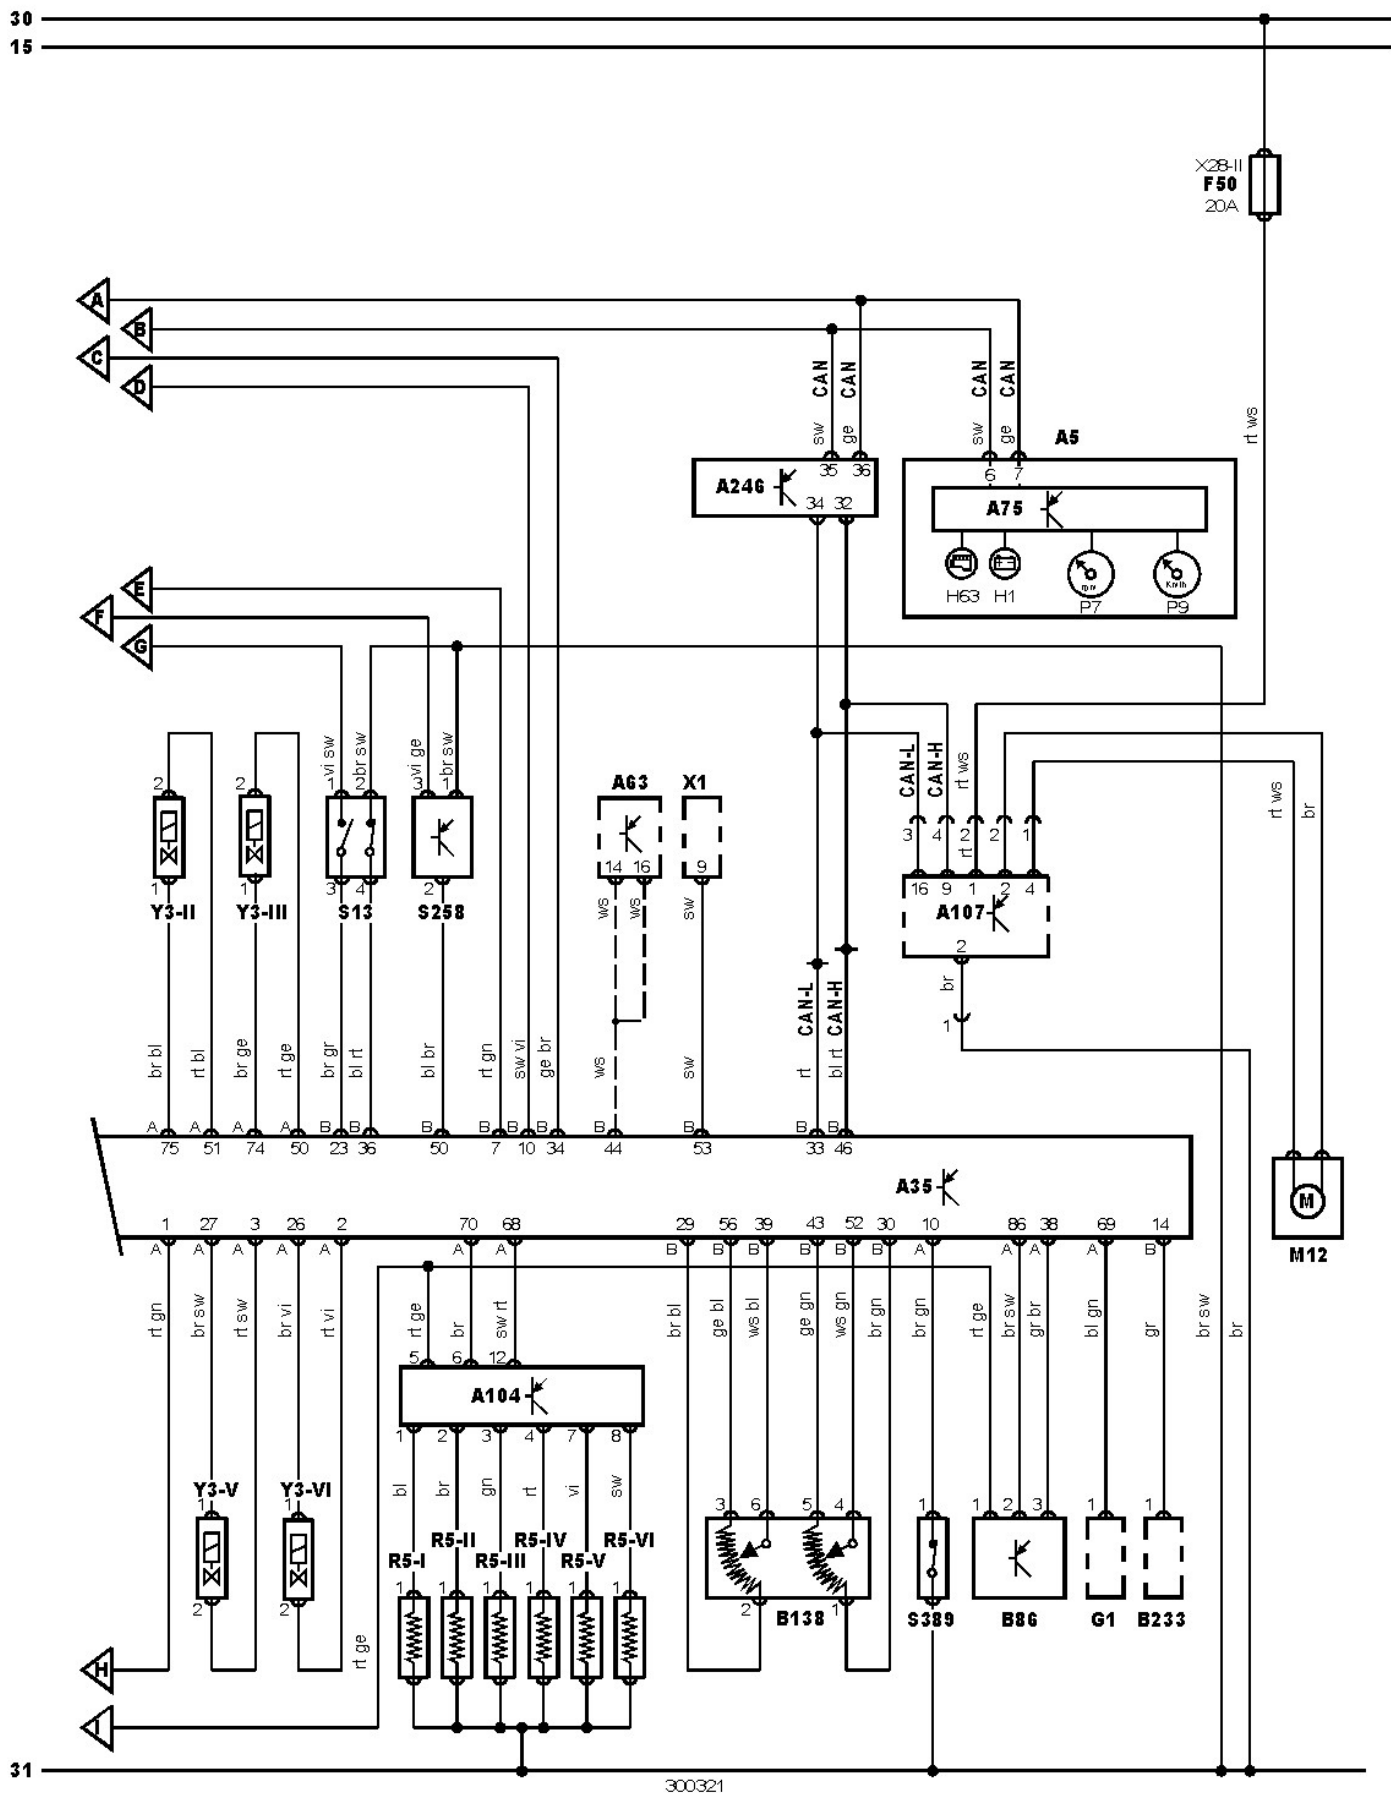 30
15
X28-II
F50
20A
A
B
C
D
CAN CAN CAN CAN
sw ge sw ge
rt ws
A5
35 36
6 7
A246
34 32
A75
H63 H1
rpm
Km/h
P7 P9
E
F
G
vi sw br sw vi ge br sw
CAN-L CAN-H rt ws
rt ws br
2 2 1 2 3 1
A63 X1
3 4 2 2 1
rt
14 16 9
16 9 1 2 4
1 1 3 4 2
Y3-II Y3-III S13 S258
ws ws sw
A107
2
br
1
CAN-L CAN-H
br bl rt bl br ge rt ge br gr bl rt bl br rt gn sw vi ge br ws sw rt bl rt
A A A A B B B B B B B B B B
75 51 74 50 23 36 50 7 10 34 44 53 33 46
A35
M
M12
1 27 3 26 2 70 68 29 56 39 43 52 30 10 86 38 69 14
A A A A A A A B B B B B B A A A A B
rt gn br sw rt sw br vi rt vi rt ge br sw rt br bl ge bl ws bl ge gn ws gn br gn br gn rt ge br sw gr br bl gn gr br sw br
5 6 12
A104
1 2 3 4 7 8
bl br gn rt vi sw
Y3-V Y3-VI
1 1
3 6 5 4 1 1 2 3 1 1
R5-I R5-II R5-III R5-IV R5-V R5-VI
1 1 1 1 1 1
2 2
2 1
B138 S389 B86 G1 B233
rt ge
H
I
31
300321